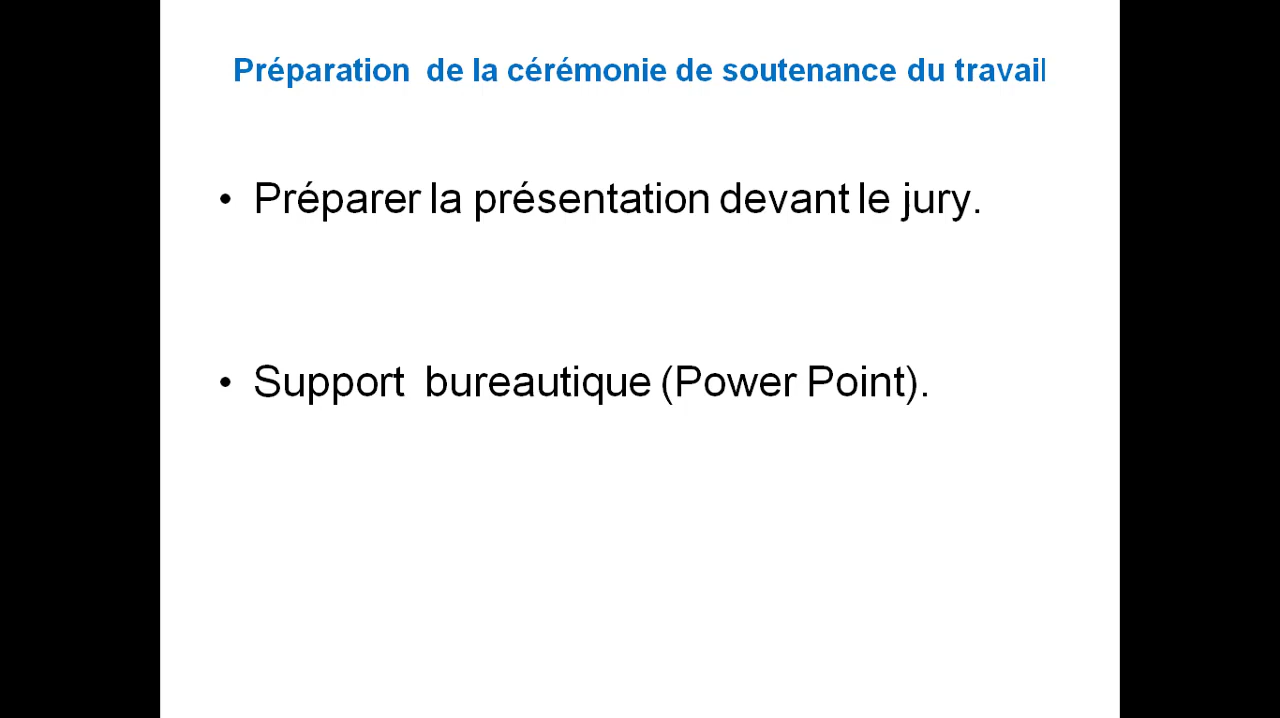 Préparation de la cérémonie de soutenance du travail
• Préparer la présentation devant le jury.
• Support bureautique (Power Point).